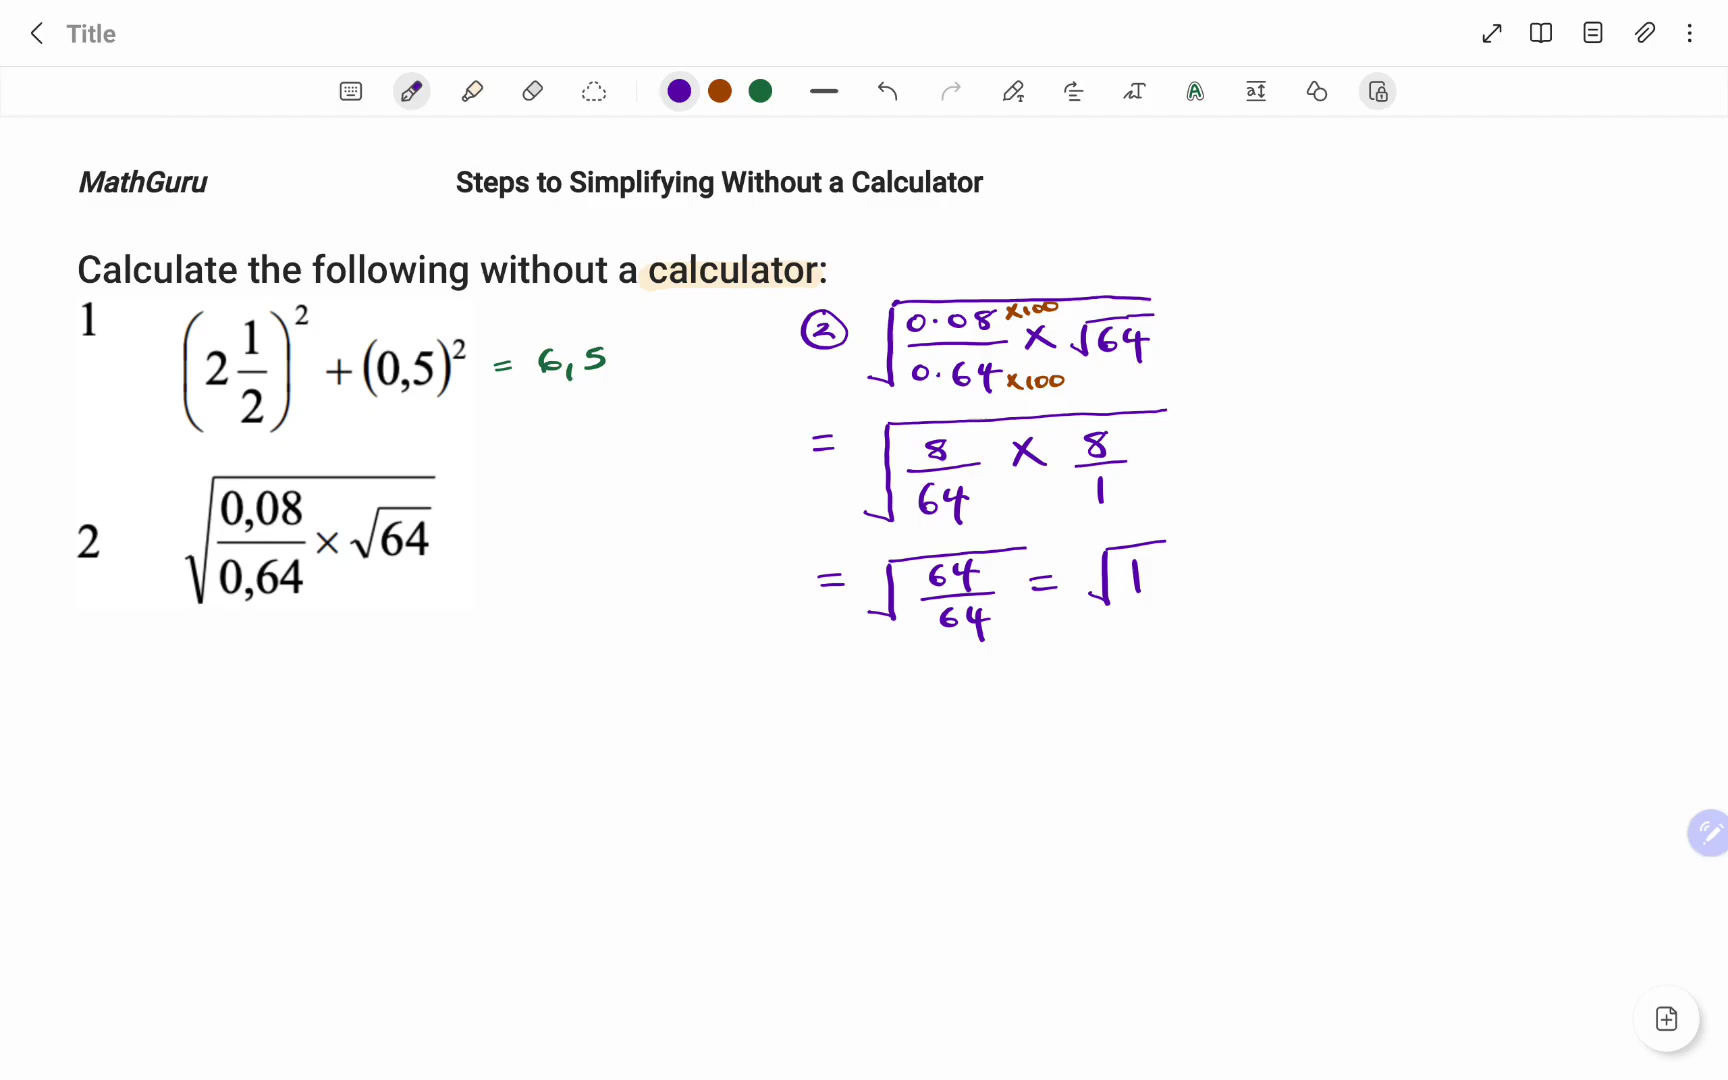 Title
MathGuru
Steps to Simplifying Without a Calculator
Calculate the following without a calculator:
1 (2 1/2)² + (0,5)² = 6,5
2 √(0,08/0,64 × √64)
② √(0.08 ×100/0.64 ×100 × √64)
= √(8/64 × 8/1)
= √(64/64) = √1